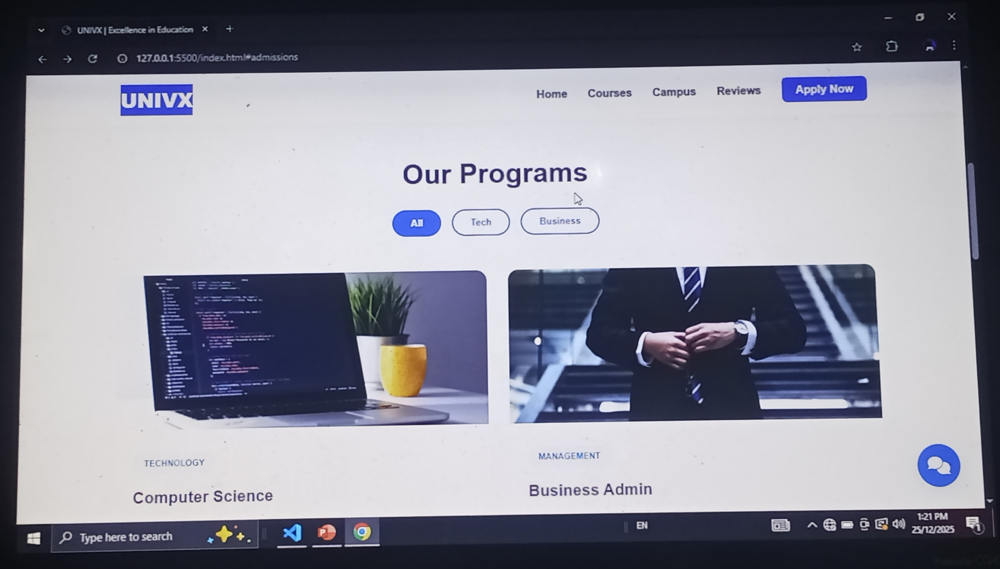 UNIVX | Excellence in Education
127.0.0.1:5500/index.html#admissions
UNIVX
Home Courses Campus Reviews Apply Now
Our Programs
All Tech Business
TECHNOLOGY
MANAGEMENT
Computer Science
Business Admin
Type here to search
EN
1:21 PM
25/12/2025
1